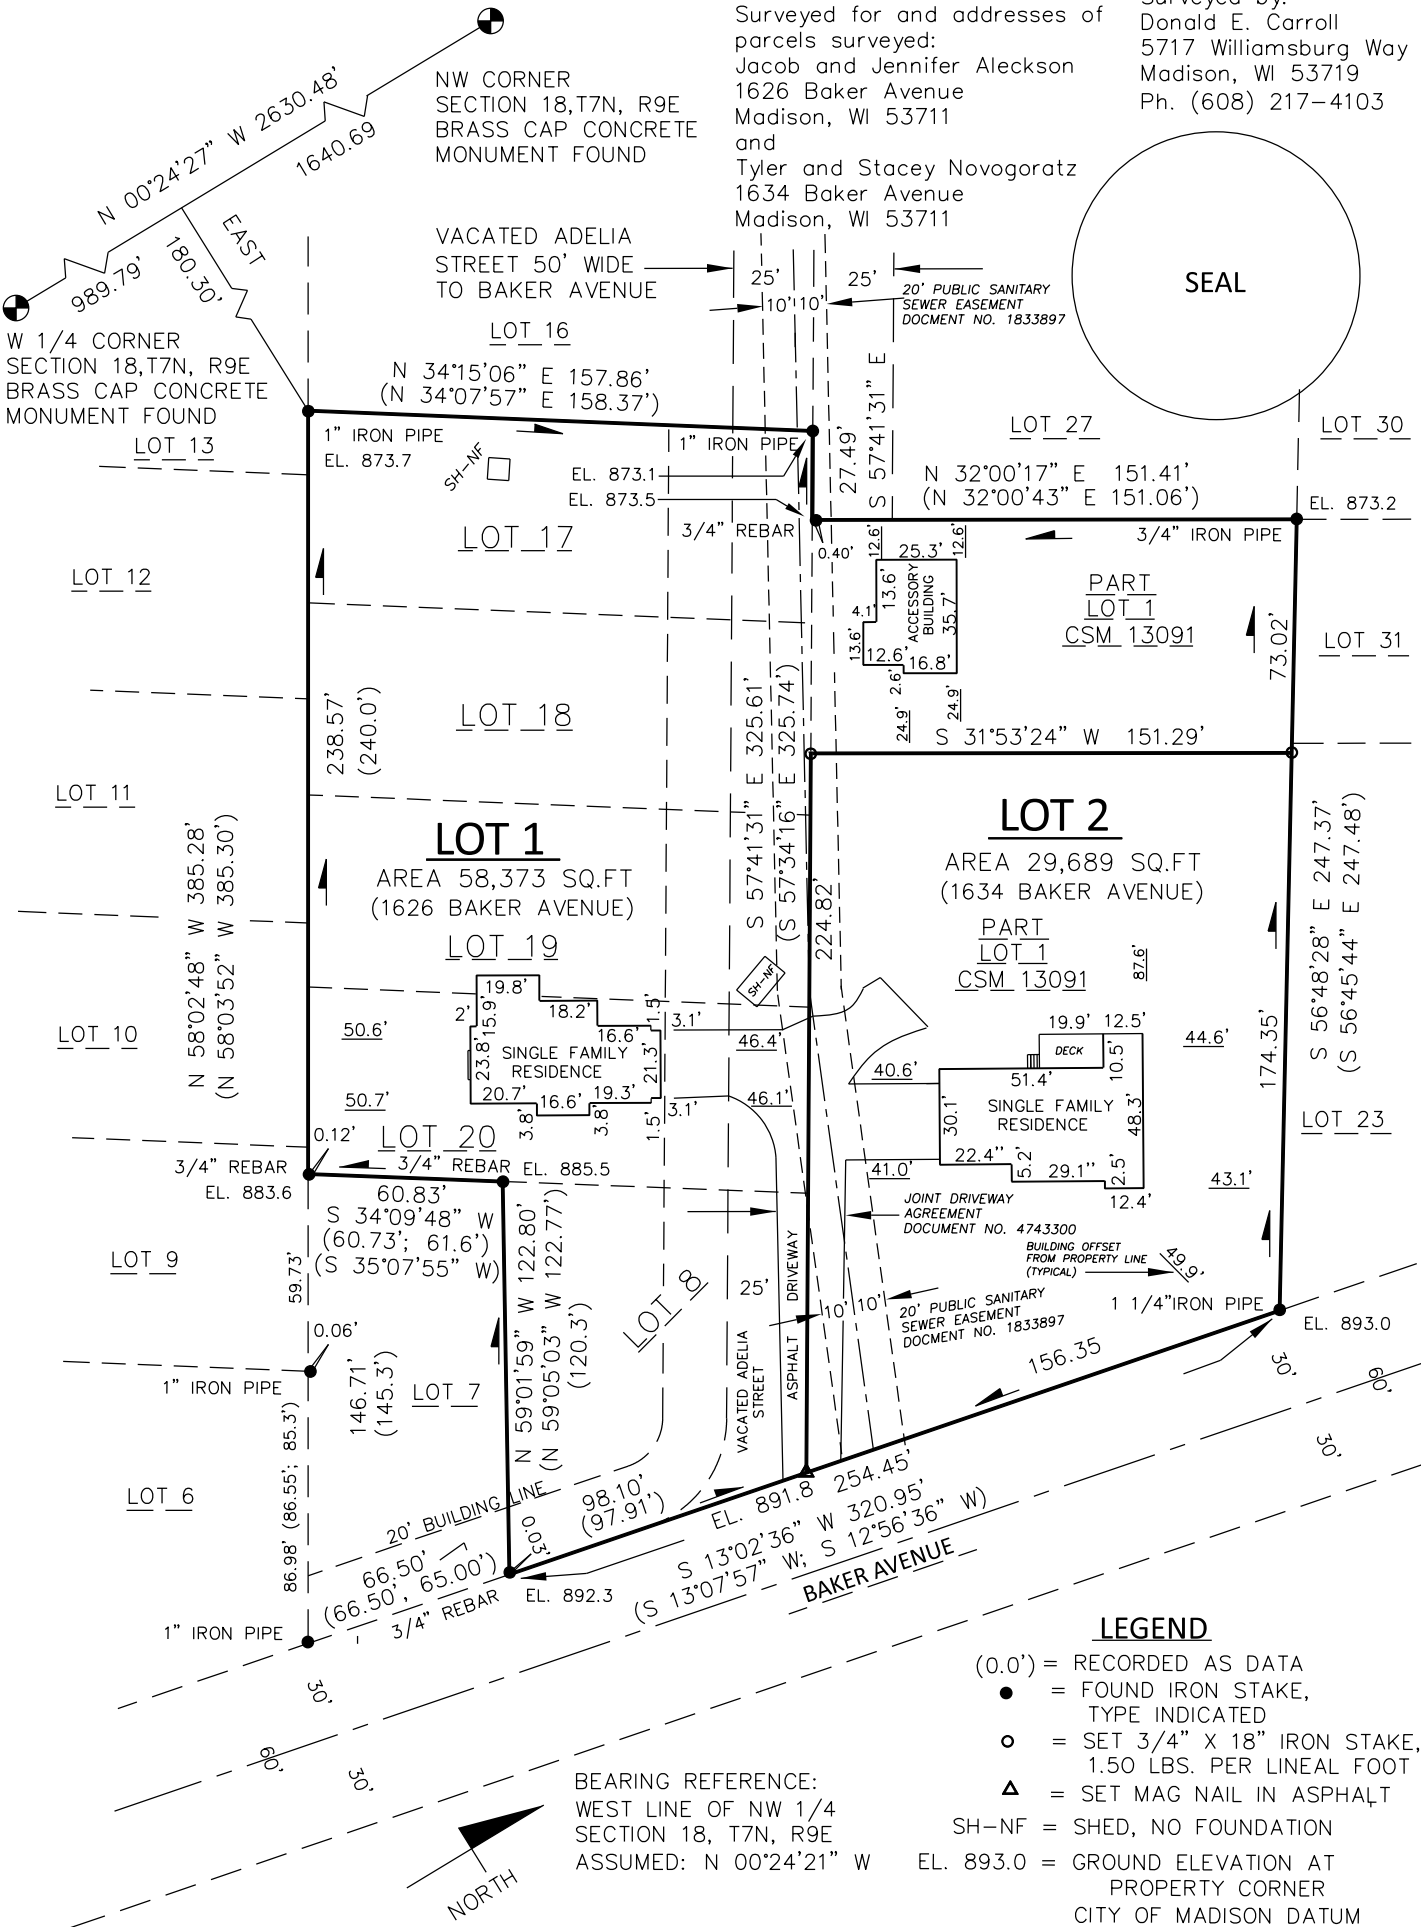 Surveyed for and addresses of
parcels surveyed:
Jacob and Jennifer Aleckson
1626 Baker Avenue
Madison, WI 53711
and
Tyler and Stacey Novogoratz
1634 Baker Avenue
Madison, WI 53711
Surveyed by:
Donald E. Carroll
5717 Williamsburg Way
Madison, WI 53719
Ph. (608) 217-4103
SEAL
NW CORNER
SECTION 18,T7N, R9E
BRASS CAP CONCRETE
MONUMENT FOUND
N 00°24'27" W 2630.48'
1640.69
989.79'
EAST
180.30'
W 1/4 CORNER
SECTION 18,T7N, R9E
BRASS CAP CONCRETE
MONUMENT FOUND
VACATED ADELIA
STREET 50' WIDE
TO BAKER AVENUE
25'
25'
10'
10'
20' PUBLIC SANITARY
SEWER EASEMENT
DOCMENT NO. 1833897
LOT 16
N 34°15'06" E 157.86'
(N 34°07'57" E 158.37')
1" IRON PIPE
EL. 873.7
SH-NF
1" IRON PIPE
EL. 873.1
EL. 873.5
3/4" REBAR
0.40'
27.49'
S 57°41'31" E
LOT 27
LOT 30
N 32°00'17" E 151.41'
(N 32°00'43" E 151.06')
EL. 873.2
3/4" IRON PIPE
LOT 13
LOT 12
LOT 11
LOT 10
LOT 9
LOT 6
LOT 17
LOT 18
12.6'
25.3'
12.6'
13.6'
ACCESSORY
BUILDING
35.7'
4.1'
13.6'
12.6'
16.8'
2.6'
24.9'
24.9'
PART
LOT 1
CSM 13091
73.02'
LOT 31
S 31°53'24" W 151.29'
238.57'
(240.0')
S 57°41'31" E 325.61'
(S 57°34'16" E 325.74')
224.82'
N 58°02'48" W 385.28'
(N 58°03'52" W 385.30')
LOT 1
AREA 58,373 SQ.FT
(1626 BAKER AVENUE)
LOT 19
LOT 2
AREA 29,689 SQ.FT
(1634 BAKER AVENUE)
PART
LOT 1
CSM 13091
87.6'
S 56°48'28" E 247.37'
(S 56°45'44" E 247.48')
174.35'
SH-NF
19.8'
2'
15.9'
18.2'
16.6'
1.5'
3.1'
23.8'
SINGLE FAMILY
RESIDENCE
21.3'
20.7'
16.6'
19.3'
3.8'
3.8'
1.5'
3.1'
50.6'
50.7'
46.4'
46.1'
40.6'
41.0'
19.9'
12.5'
DECK
10.5'
51.4'
30.1'
SINGLE FAMILY
RESIDENCE
48.3'
22.4"
5.2'
29.1"
2.5'
12.4'
44.6'
43.1'
LOT 23
LOT 20
0.12'
3/4" REBAR
EL. 883.6
3/4" REBAR
EL. 885.5
60.83'
S 34°09'48" W
(60.73'; 61.6')
(S 35°07'55" W)
N 59°01'59" W 122.80'
(N 59°05'03" W 122.77')
(120.3')
59.73'
0.06'
1" IRON PIPE
146.71'
(145.3')
LOT 7
LOT 8
86.98' (86.55'; 85.3')
1" IRON PIPE
25'
VACATED ADELIA
STREET
ASPHALT DRIVEWAY
JOINT DRIVEWAY
AGREEMENT
DOCUMENT NO. 4743300
BUILDING OFFSET
FROM PROPERTY LINE
(TYPICAL)
49.9'
10'
10'
20' PUBLIC SANITARY
SEWER EASEMENT
DOCMENT NO. 1833897
1 1/4"IRON PIPE
EL. 893.0
156.35
30'
60'
30'
20' BUILDING LINE
98.10'
(97.91')
0.03'
66.50'
(66.50'; 65.00')
3/4" REBAR
EL. 892.3
EL. 891.8
254.45'
S 13°02'36" W 320.95'
(S 13°07'57" W; S 12°56'36" W)
BAKER AVENUE
30'
60'
30'
NORTH
BEARING REFERENCE:
WEST LINE OF NW 1/4
SECTION 18, T7N, R9E
ASSUMED: N 00°24'21" W
LEGEND
(0.0') = RECORDED AS DATA
= FOUND IRON STAKE,
TYPE INDICATED
= SET 3/4" X 18" IRON STAKE,
1.50 LBS. PER LINEAL FOOT
= SET MAG NAIL IN ASPHALT
SH-NF = SHED, NO FOUNDATION
EL. 893.0 = GROUND ELEVATION AT
PROPERTY CORNER
CITY OF MADISON DATUM